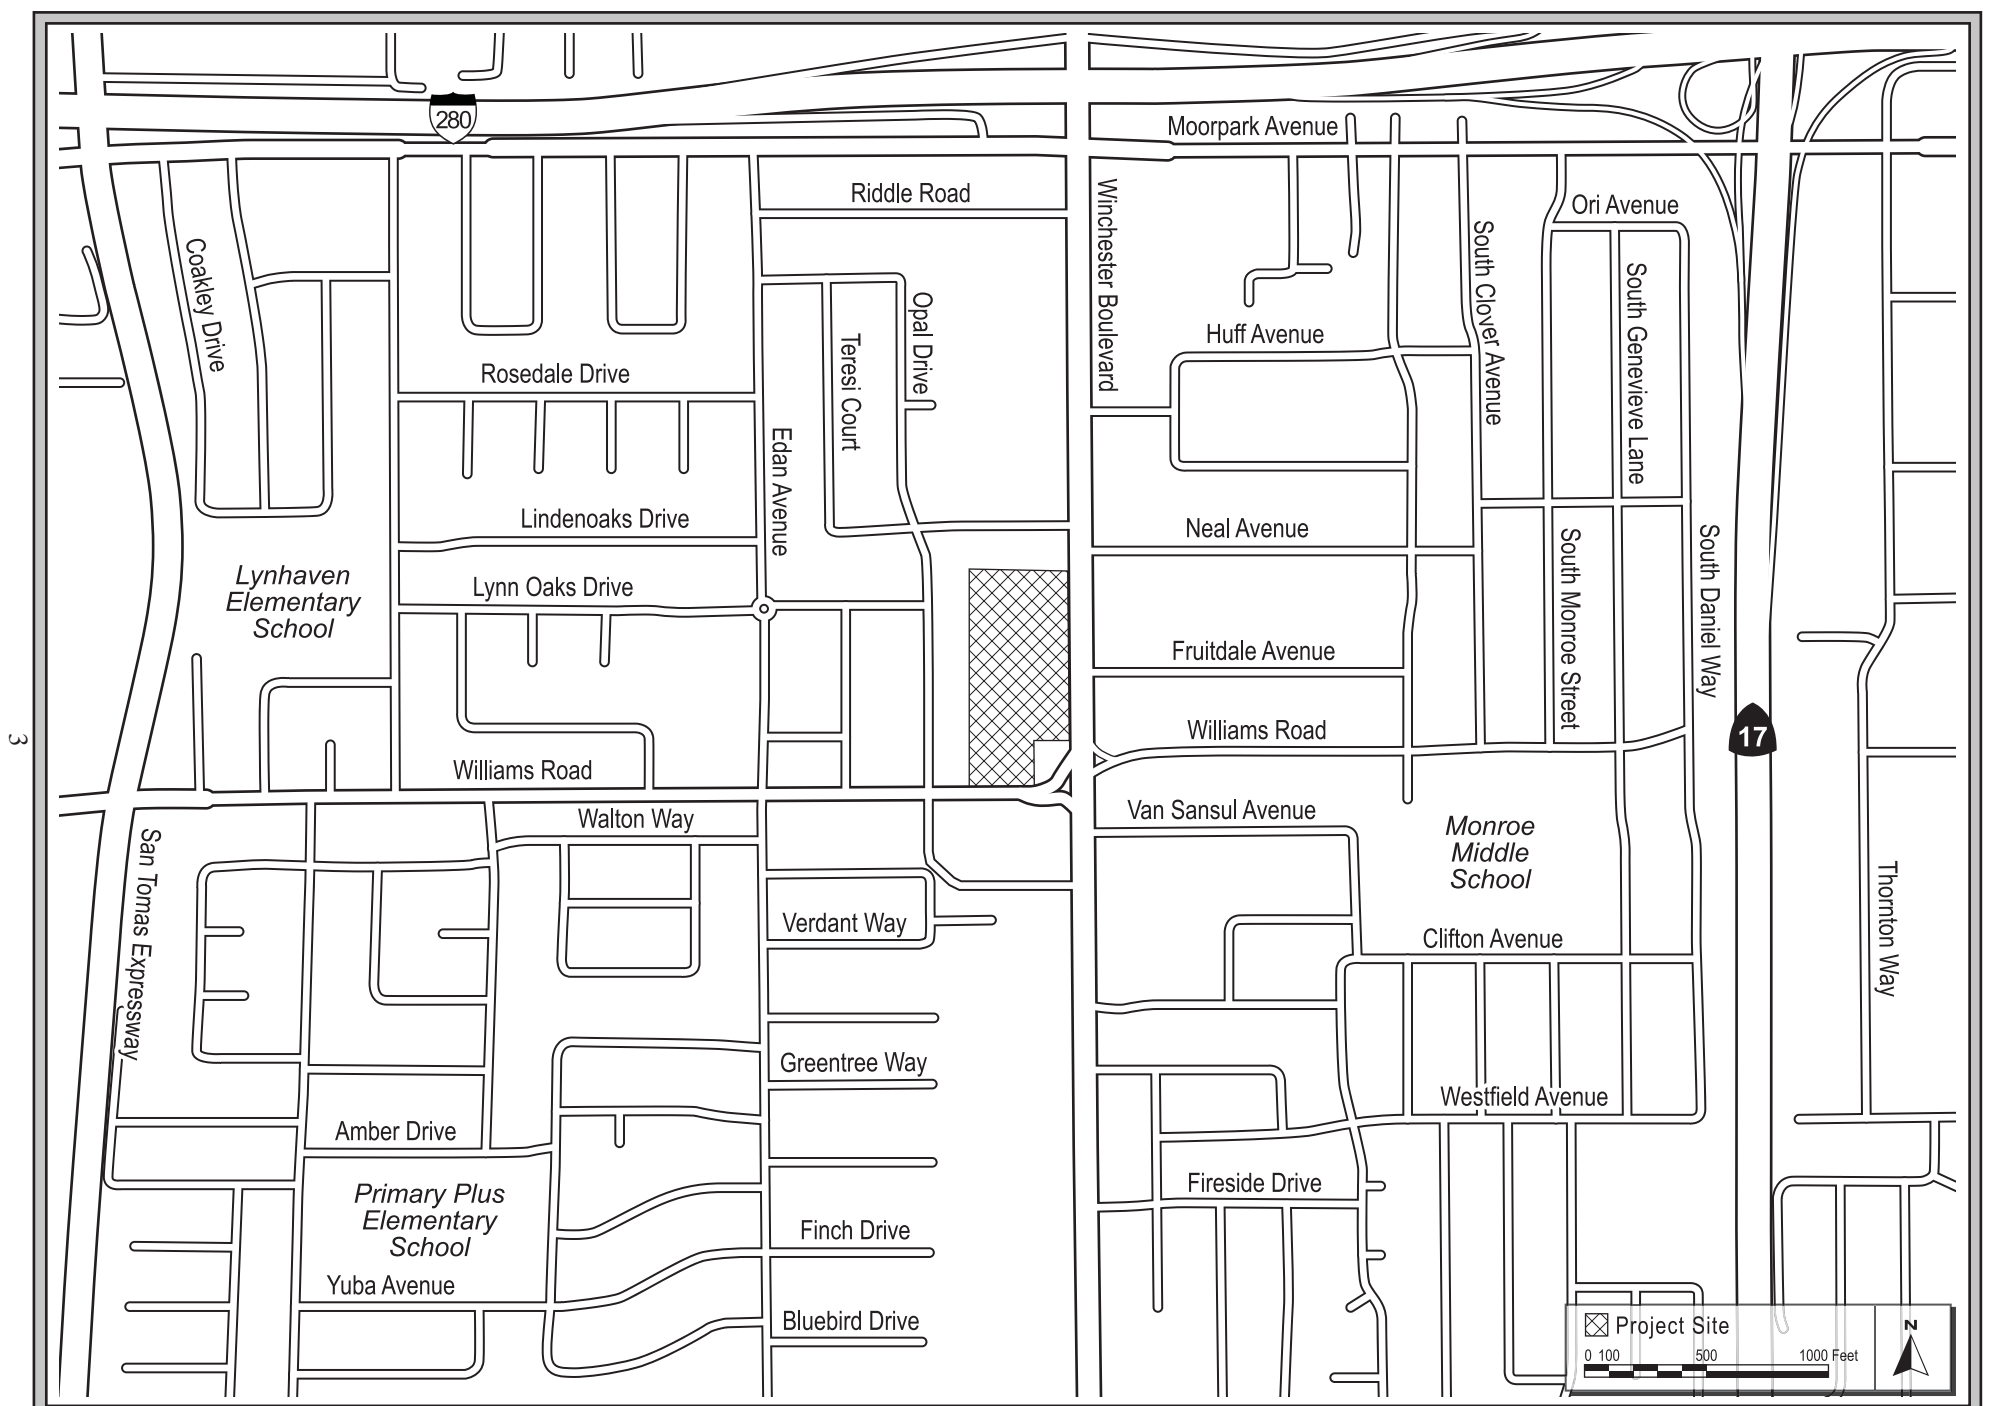 280
Moorpark Avenue
Riddle Road
Winchester Boulevard
Ori Avenue
Coakley Drive
South Clover Avenue
South Genevieve Lane
Opal Drive
Teresi Court
Huff Avenue
Rosedale Drive
Edan Avenue
Lindenoaks Drive
Neal Avenue
South Monroe Street
South Daniel Way
Lynhaven
Elementary
School
Lynn Oaks Drive
Fruitdale Avenue
3
Williams Road
17
Williams Road
Van Sansul Avenue
Walton Way
San Tomas Expressway
Monroe
Middle
School
Thornton Way
Verdant Way
Clifton Avenue
Greentree Way
Westfield Avenue
Amber Drive
Primary Plus
Elementary
School
Fireside Drive
Finch Drive
Yuba Avenue
Bluebird Drive
Project Site
0 100 500 1000 Feet
N